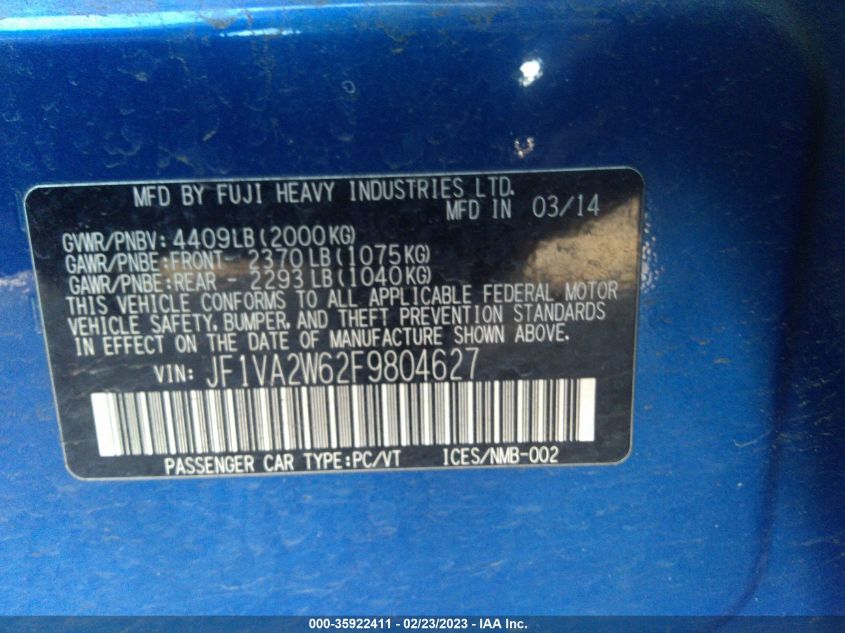 MFD BY FUJI HEAVY INDUSTRIES LTD.
MFD IN 03/14
GVWR/PNBV: 4409LB(2000KG)
GAWR/PNBE:FRONT- 2370LB(1075KG)
GAWR/PNBE:REAR - 2293LB(1040KG)
THIS VEHICLE CONFORMS TO ALL APPLICABLE FEDERAL MOTOR
VEHICLE SAFETY, BUMPER, AND THEFT PREVENTION STANDARDS
IN EFFECT ON THE DATE OF MANUFACTURE SHOWN ABOVE.
VIN: JF1VA2W62F9804627
PASSENGER CAR TYPE:PC/VT ICES/NMB-002
000-35922411 - 02/23/2023 - IAA Inc.